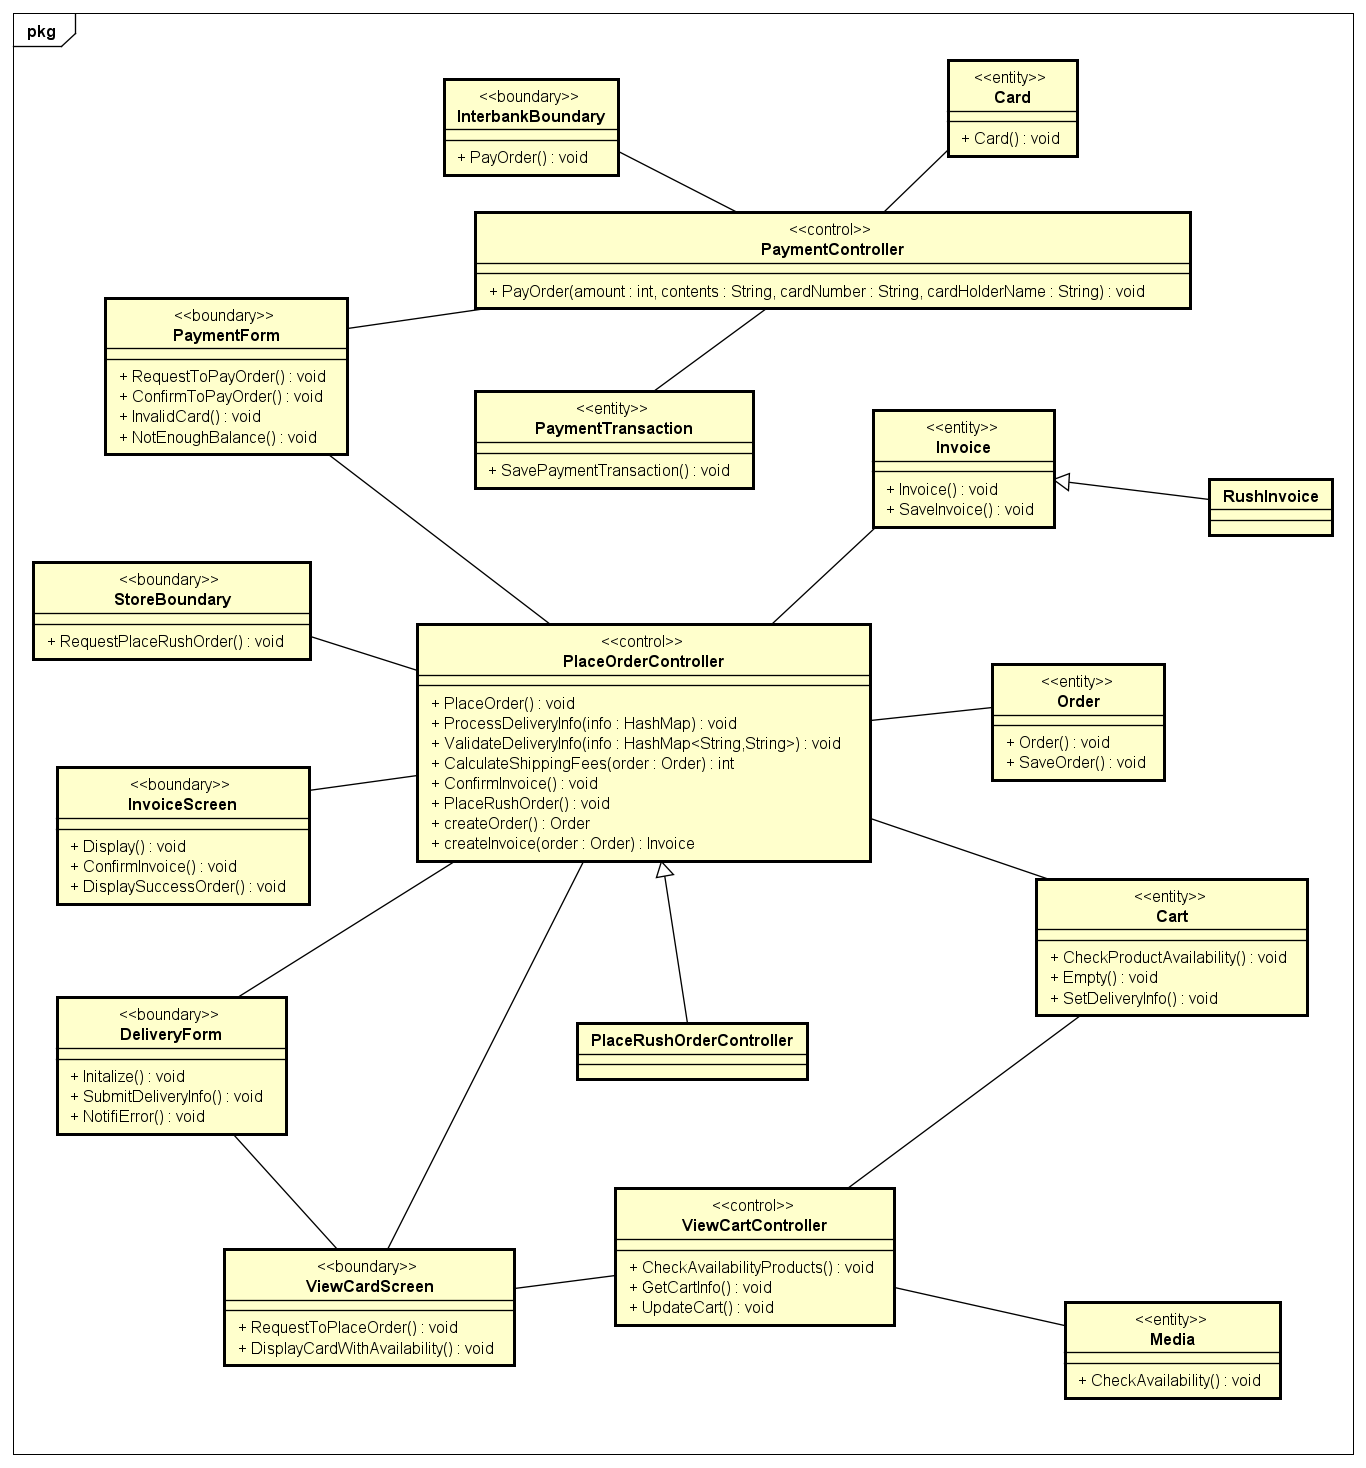 pkg
<<boundary>>
InterbankBoundary
+ PayOrder() : void
<<entity>>
Card
+ Card() : void
<<control>>
PaymentController
+ PayOrder(amount : int, contents : String, cardNumber : String, cardHolderName : String) : void
<<boundary>>
PaymentForm
+ RequestToPayOrder() : void
+ ConfirmToPayOrder() : void
+ InvalidCard() : void
+ NotEnoughBalance() : void
<<entity>>
PaymentTransaction
+ SavePaymentTransaction() : void
<<entity>>
Invoice
+ Invoice() : void
+ SaveInvoice() : void
RushInvoice
<<boundary>>
StoreBoundary
+ RequestPlaceRushOrder() : void
<<control>>
PlaceOrderController
+ PlaceOrder() : void
+ ProcessDeliveryInfo(info : HashMap) : void
+ ValidateDeliveryInfo(info : HashMap<String,String>) : void
+ CalculateShippingFees(order : Order) : int
+ ConfirmInvoice() : void
+ PlaceRushOrder() : void
+ createOrder() : Order
+ createInvoice(order : Order) : Invoice
<<entity>>
Order
+ Order() : void
+ SaveOrder() : void
<<boundary>>
InvoiceScreen
+ Display() : void
+ ConfirmInvoice() : void
+ DisplaySuccessOrder() : void
<<entity>>
Cart
+ CheckProductAvailability() : void
+ Empty() : void
+ SetDeliveryInfo() : void
<<boundary>>
DeliveryForm
+ Initalize() : void
+ SubmitDeliveryInfo() : void
+ NotifiError() : void
PlaceRushOrderController
<<control>>
ViewCartController
+ CheckAvailabilityProducts() : void
+ GetCartInfo() : void
+ UpdateCart() : void
<<boundary>>
ViewCardScreen
+ RequestToPlaceOrder() : void
+ DisplayCardWithAvailability() : void
<<entity>>
Media
+ CheckAvailability() : void